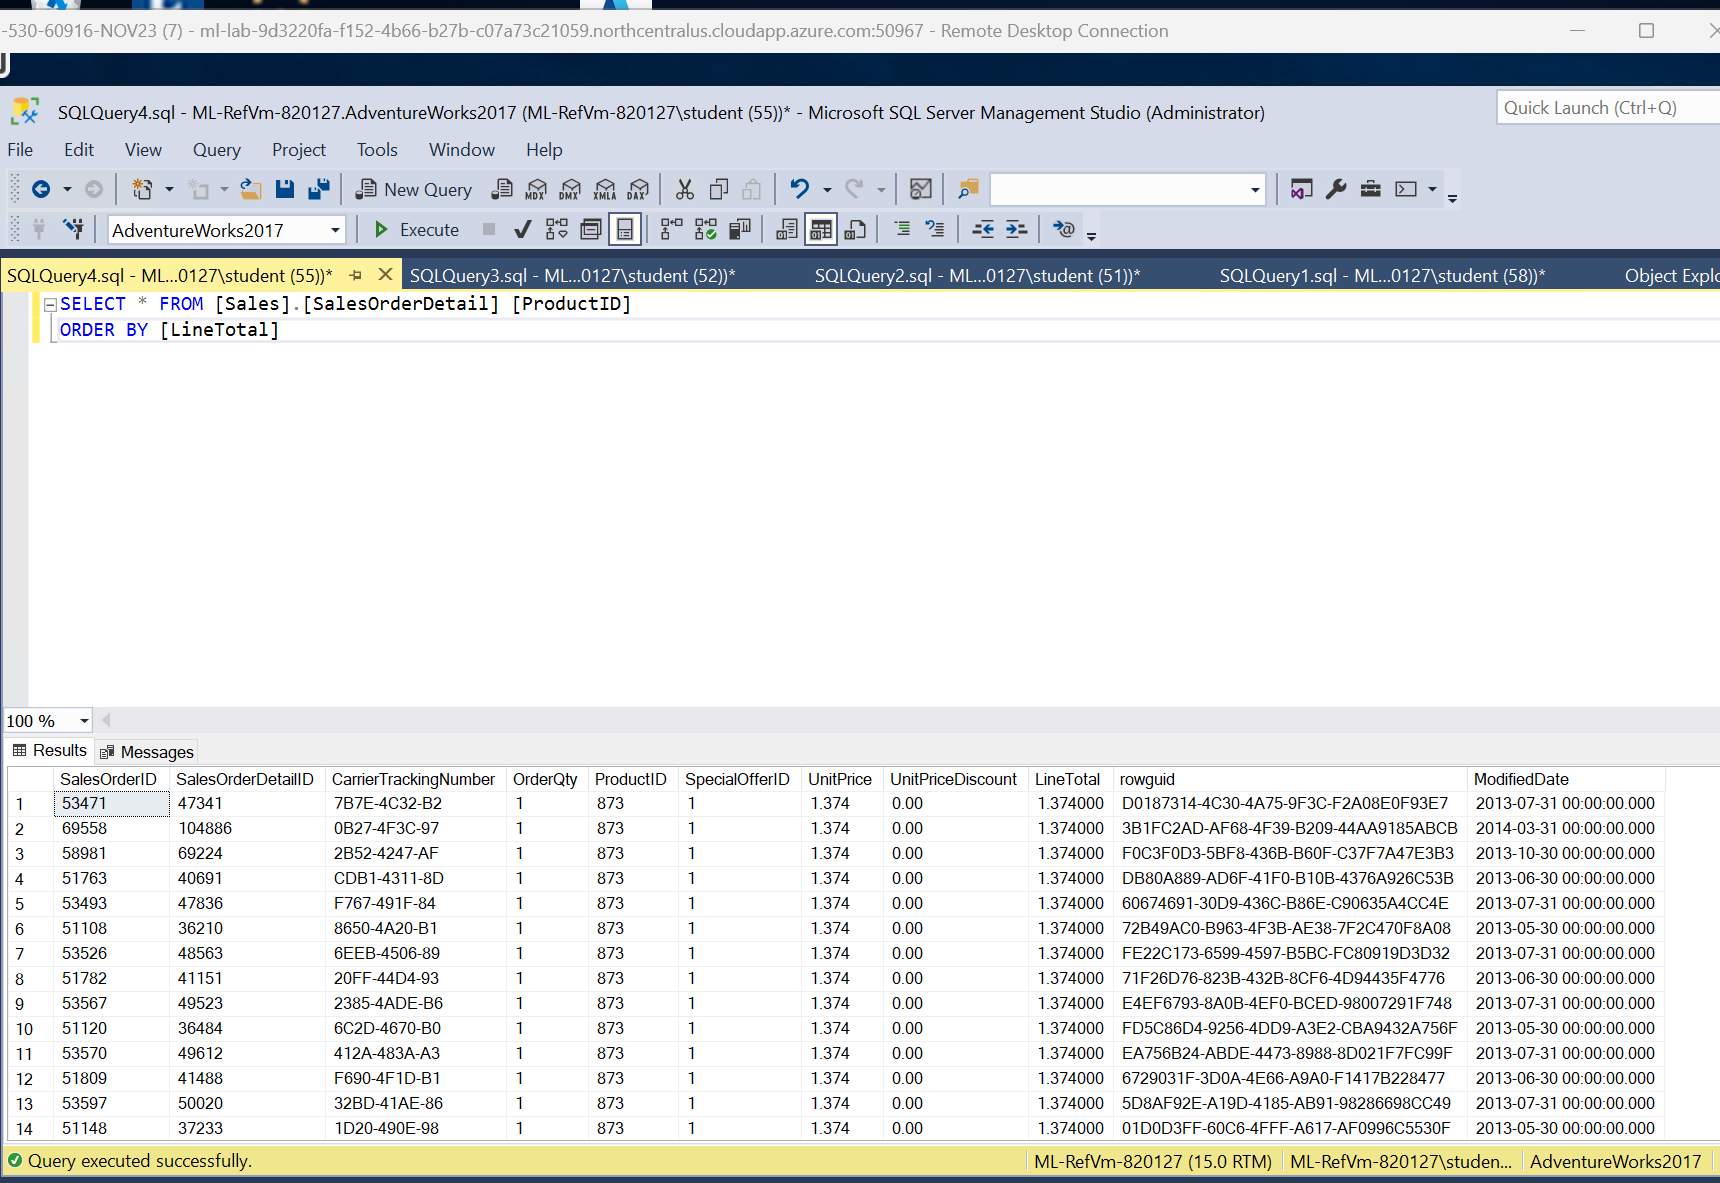 -530-60916-NOV23 (7) - ml-lab-9d3220fa-f152-4b66-b27b-c07a73c21059.northcentralus.cloudapp.azure.com:50967 - Remote Desktop Connection
SQLQuery4.sql - ML-RefVm-820127.AdventureWorks2017 (ML-RefVm-820127\student (55))* - Microsoft SQL Server Management Studio (Administrator)
Quick Launch (Ctrl+Q)
File Edit View Query Project Tools Window Help
New Query MDX DMX XMLA DAX
AdventureWorks2017 Execute
SQLQuery4.sql - ML...0127\student (55))* SQLQuery3.sql - ML...0127\student (52))* SQLQuery2.sql - ML...0127\student (51))* SQLQuery1.sql - ML...0127\student (58))* Object Explo
SELECT * FROM [Sales].[SalesOrderDetail] [ProductID]
ORDER BY [LineTotal]
100 %
Results Messages
SalesOrderID SalesOrderDetailID CarrierTrackingNumber OrderQty ProductID SpecialOfferID UnitPrice UnitPriceDiscount LineTotal rowguid ModifiedDate
1 53471 47341 7B7E-4C32-B2 1 873 1 1.374 0.00 1.374000 D0187314-4C30-4A75-9F3C-F2A08E0F93E7 2013-07-31 00:00:00.000
2 69558 104886 0B27-4F3C-97 1 873 1 1.374 0.00 1.374000 3B1FC2AD-AF68-4F39-B209-44AA9185ABCB 2014-03-31 00:00:00.000
3 58981 69224 2B52-4247-AF 1 873 1 1.374 0.00 1.374000 F0C3F0D3-5BF8-436B-B60F-C37F7A47E3B3 2013-10-30 00:00:00.000
4 51763 40691 CDB1-4311-8D 1 873 1 1.374 0.00 1.374000 DB80A889-AD6F-41F0-B10B-4376A926C53B 2013-06-30 00:00:00.000
5 53493 47836 F767-491F-84 1 873 1 1.374 0.00 1.374000 60674691-30D9-436C-B86E-C90635A4CC4E 2013-07-31 00:00:00.000
6 51108 36210 8650-4A20-B1 1 873 1 1.374 0.00 1.374000 72B49AC0-B963-4F3B-AE38-7F2C470F8A08 2013-05-30 00:00:00.000
7 53526 48563 6EEB-4506-89 1 873 1 1.374 0.00 1.374000 FE22C173-6599-4597-B5BC-FC80919D3D32 2013-07-31 00:00:00.000
8 51782 41151 20FF-44D4-93 1 873 1 1.374 0.00 1.374000 71F26D76-823B-432B-8CF6-4D94435F4776 2013-06-30 00:00:00.000
9 53567 49523 2385-4ADE-B6 1 873 1 1.374 0.00 1.374000 E4EF6793-8A0B-4EF0-BCED-98007291F748 2013-07-31 00:00:00.000
10 51120 36484 6C2D-4670-B0 1 873 1 1.374 0.00 1.374000 FD5C86D4-9256-4DD9-A3E2-CBA9432A756F 2013-05-30 00:00:00.000
11 53570 49612 412A-483A-A3 1 873 1 1.374 0.00 1.374000 EA756B24-ABDE-4473-8988-8D021F7FC99F 2013-07-31 00:00:00.000
12 51809 41488 F690-4F1D-B1 1 873 1 1.374 0.00 1.374000 6729031F-3D0A-4E66-A9A0-F1417B228477 2013-06-30 00:00:00.000
13 53597 50020 32BD-41AE-86 1 873 1 1.374 0.00 1.374000 5D8AF92E-A19D-4185-AB91-98286698CC49 2013-07-31 00:00:00.000
14 51148 37233 1D20-490E-98 1 873 1 1.374 0.00 1.374000 01D0D3FF-60C6-4FFF-A617-AF0996C5530F 2013-05-30 00:00:00.000
Query executed successfully. ML-RefVm-820127 (15.0 RTM) ML-RefVm-820127\studen... AdventureWorks2017